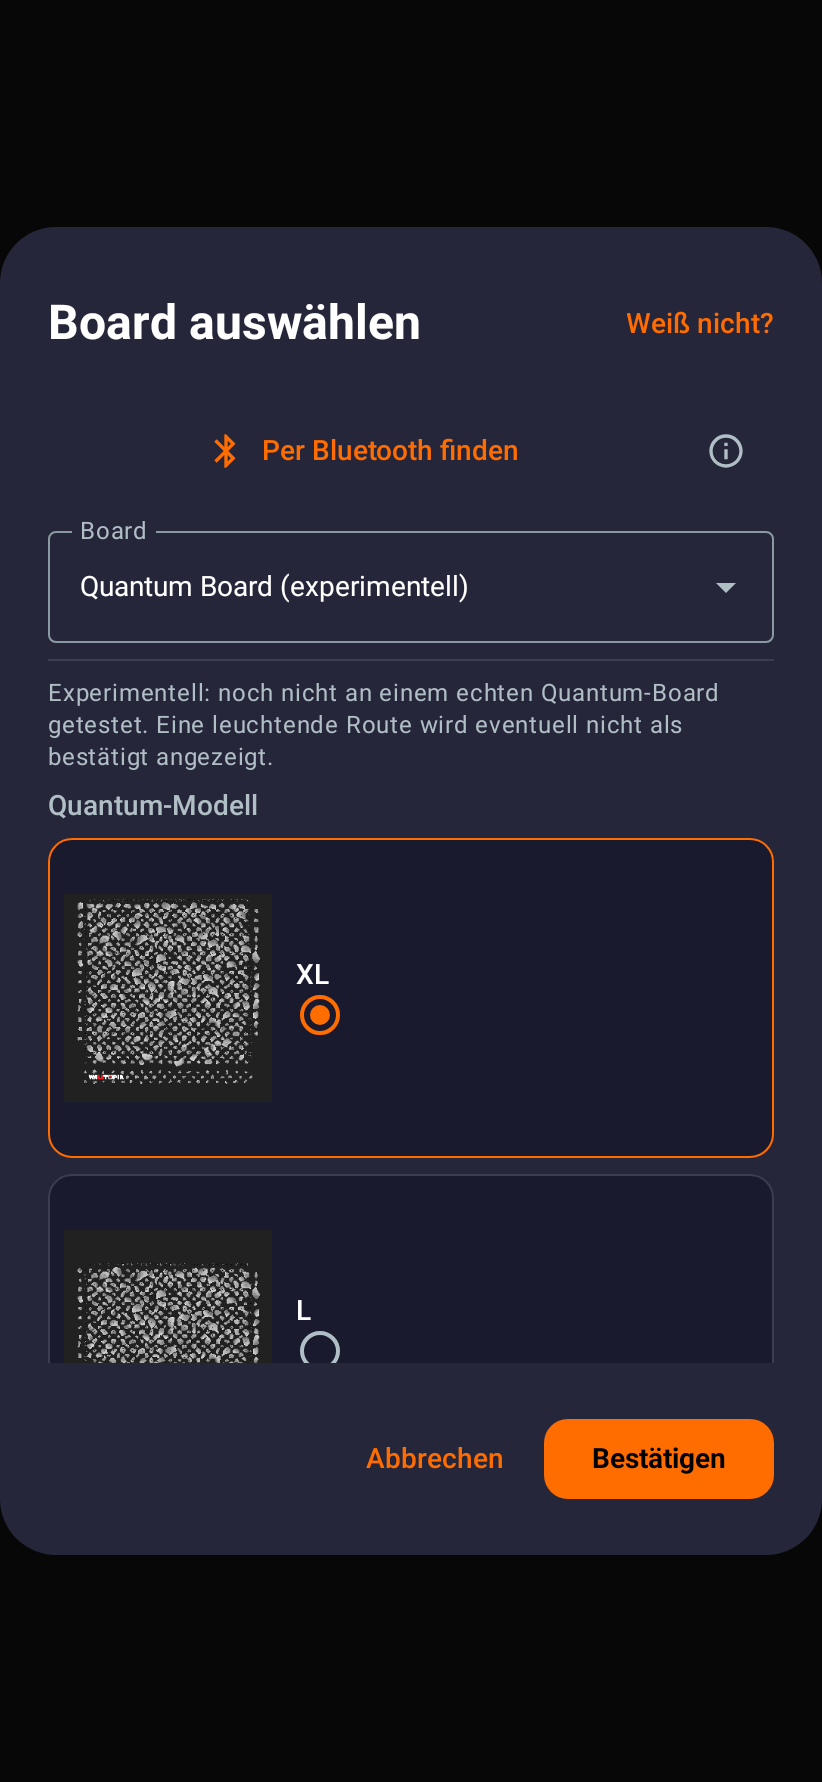 Board auswählen
Weiß nicht?
Per Bluetooth finden
Board
Quantum Board (experimentell)
Experimentell: noch nicht an einem echten Quantum-Board
getestet. Eine leuchtende Route wird eventuell nicht als
bestätigt angezeigt.
Quantum-Modell
XL
WALLTOPIA
L
Abbrechen
Bestätigen